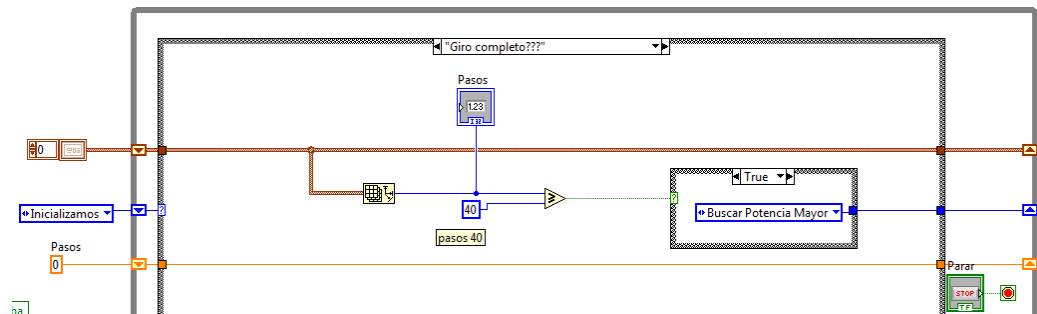 "Giro completo???"
Pasos
1.23
I32
0
Inicializamos
?
40
pasos 40
≥
True
?
Buscar Potencia Mayor
Pasos
0
Parar
STOP
TF